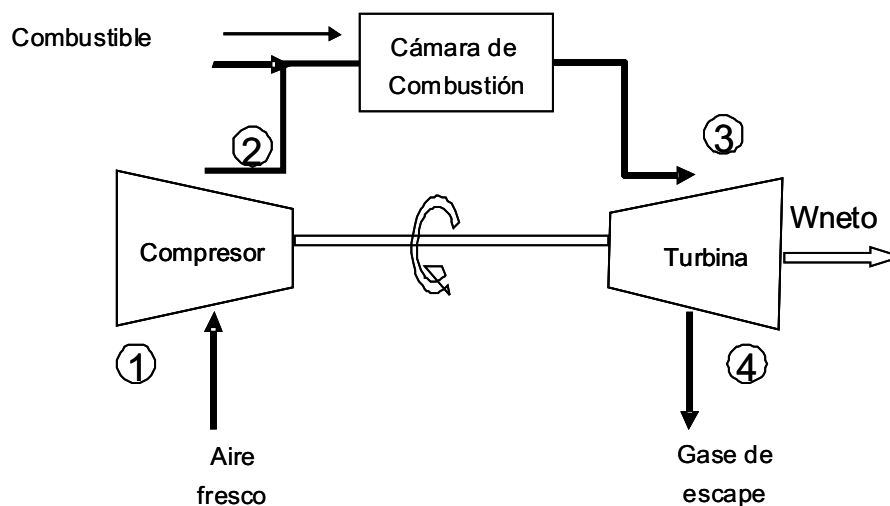 Combustible
Cámara de
Combustión
2
3
Wneto
Compresor
Turbina
1
4
Aire
fresco
Gase de
escape